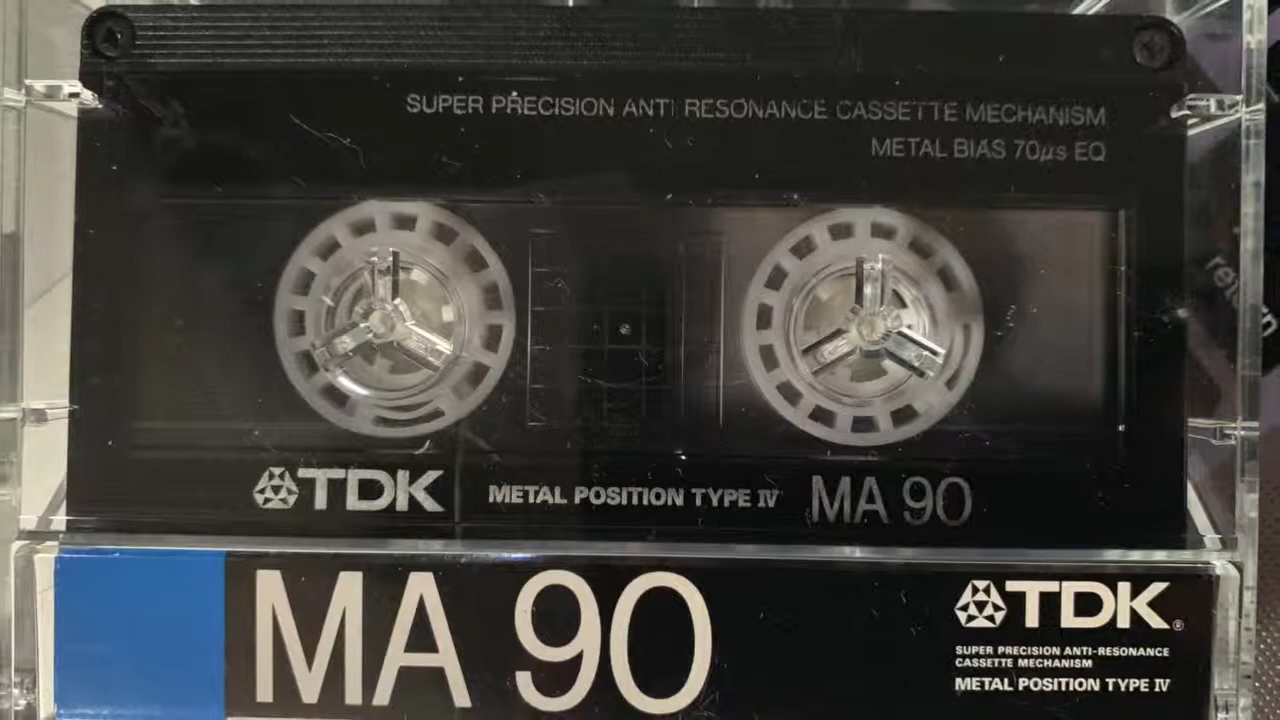 SUPER PRECISION ANTI RESONANCE CASSETTE MECHANISM
METAL BIAS 70µs EQ
TDK METAL POSITION TYPE IV MA 90
MA 90
TDK®
SUPER PRECISION ANTI-RESONANCE
CASSETTE MECHANISM
METAL POSITION TYPE IV
return